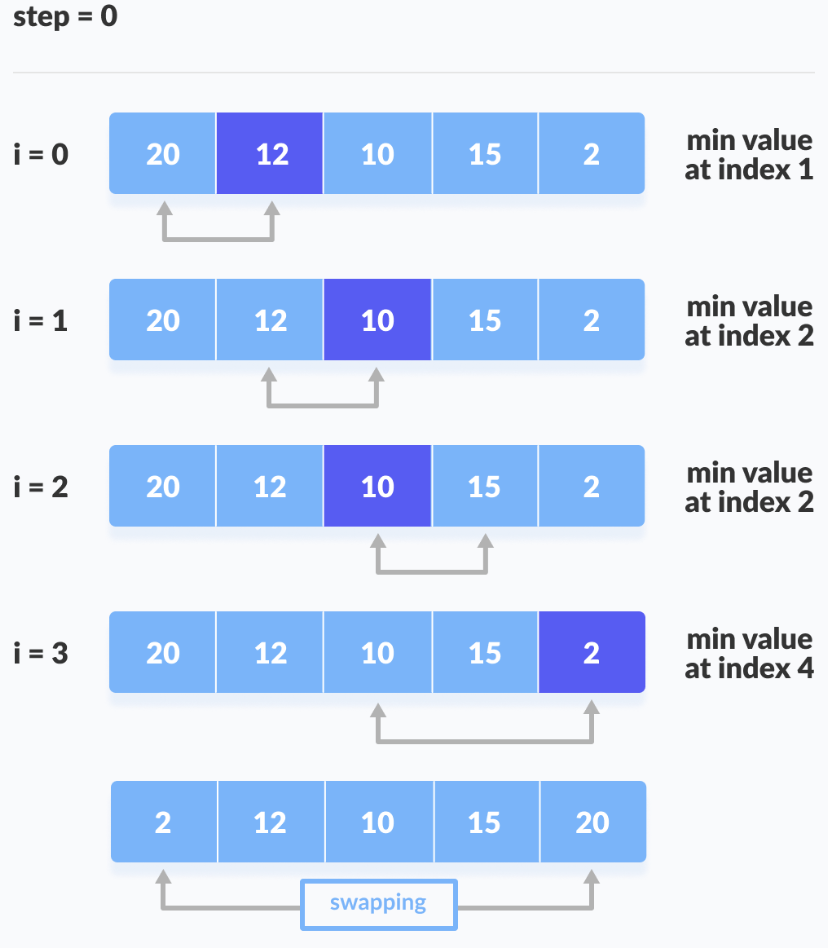 step = 0
i = 0 20 12 10 15 2 min value
at index 1
i = 1 20 12 10 15 2 min value
at index 2
i = 2 20 12 10 15 2 min value
at index 2
i = 3 20 12 10 15 2 min value
at index 4
2 12 10 15 20
swapping